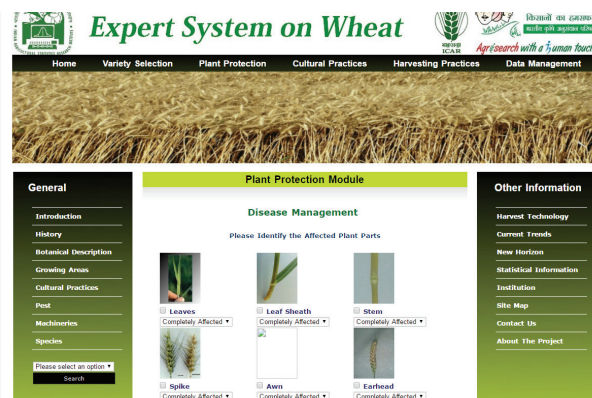 Expert System on Wheat
ICAR
किसानों का हमसफर
भारतीय कृषि अनुसंधान परिष
Agrisearch with a human touch
Home Variety Selection Plant Protection Cultural Practices Harvesting Practices Data Management
General
Introduction
History
Botanical Description
Growing Areas
Cultural Practices
Pest
Machineries
Species
Please select an option
Search
Plant Protection Module
Disease Management
Please Identify the Affected Plant Parts
Leaves Leaf Sheath Stem
Completely Affected Completely Affected Completely Affected
Spike Awn Earhead
Completely Affected Completely Affected Completely Affected
Other Information
Harvest Technology
Current Trends
New Horizon
Statistical Information
Institution
Site Map
Contact Us
About The Project